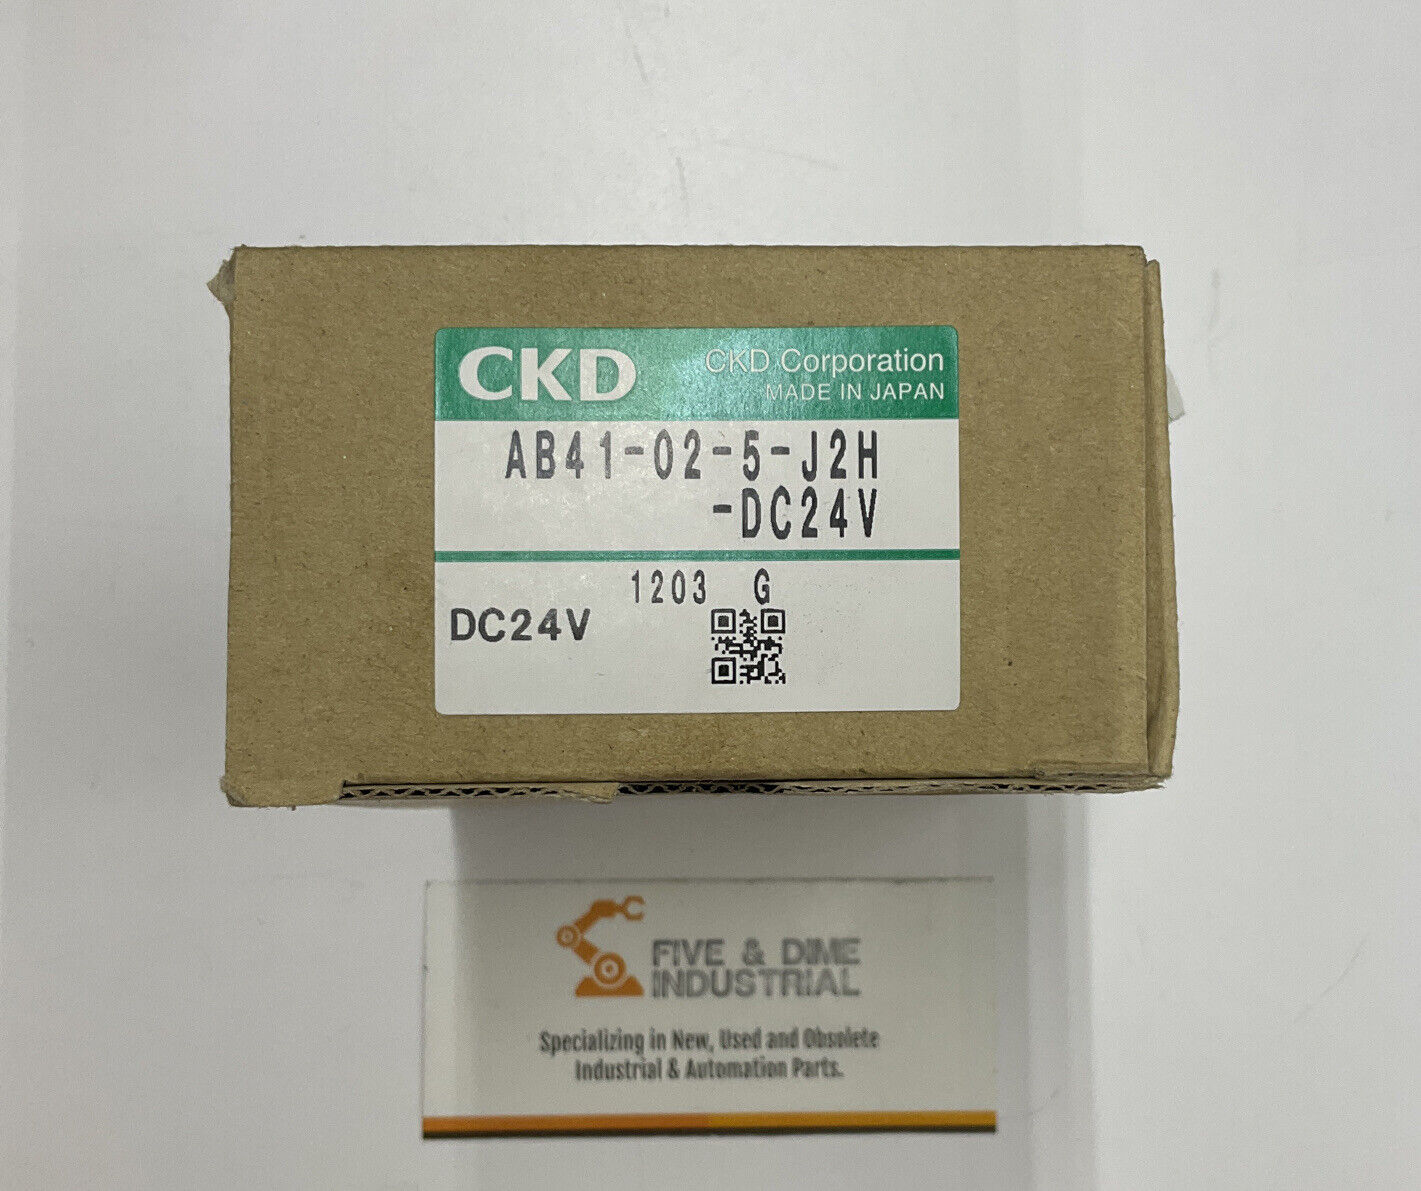 CKD
CKD Corporation
MADE IN JAPAN
AB41-02-5-J2H
-DC24V
1203 G
DC24V
FIVE & DIME
INDUSTRIAL
Specializing in New, Used and Obsolete
Industrial & Automation Parts.